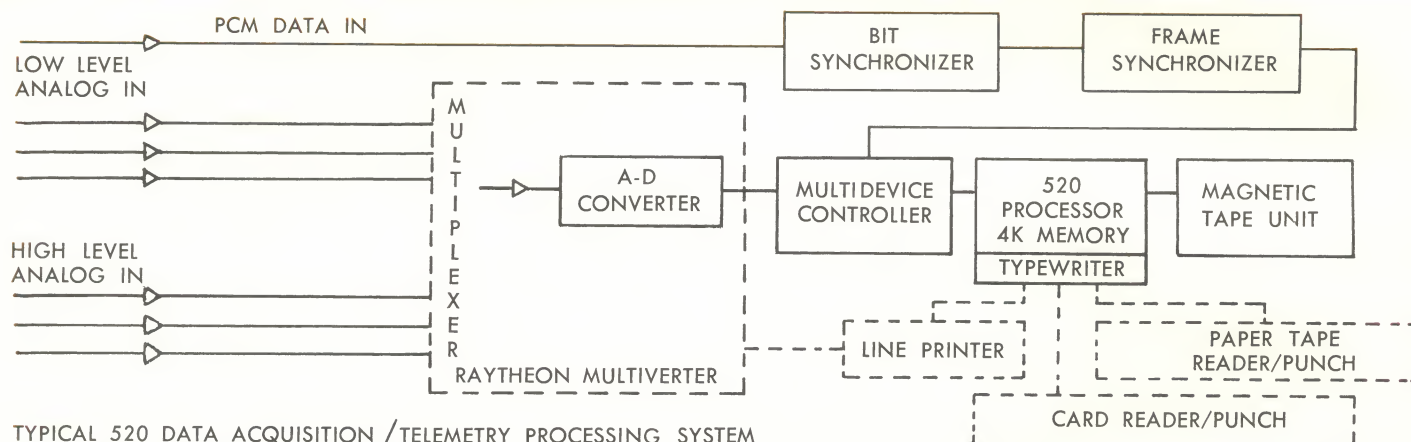 PCM DATA IN
BIT
SYNCHRONIZER
FRAME
SYNCHRONIZER
LOW LEVEL
ANALOG IN
MULTIPLEXER
A-D
CONVERTER
MULTIDEVICE
CONTROLLER
520
PROCESSOR
4K MEMORY
TYPEWRITER
MAGNETIC
TAPE UNIT
HIGH LEVEL
ANALOG IN
RAYTHEON MULTIVERTER
LINE PRINTER
PAPER TAPE
READER/PUNCH
CARD READER/PUNCH
TYPICAL 520 DATA ACQUISITION / TELEMETRY PROCESSING SYSTEM